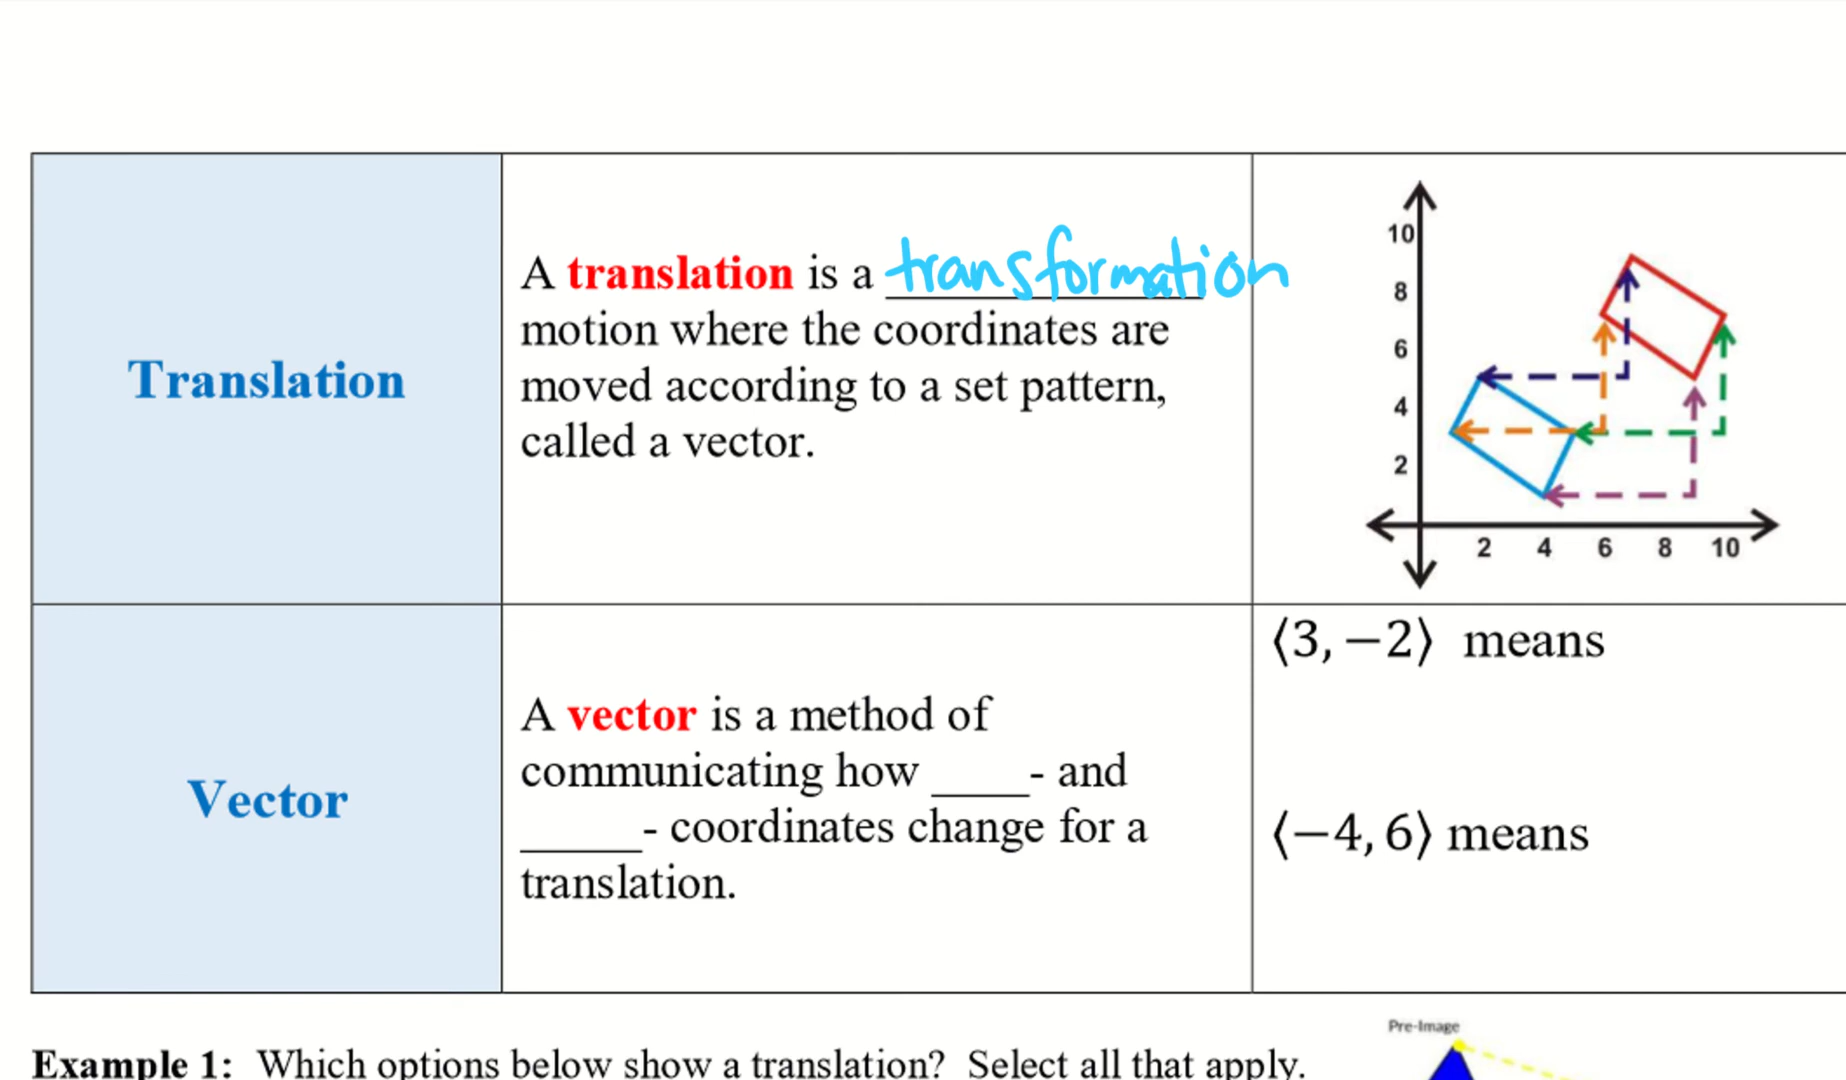 Translation
A translation is a transformation
motion where the coordinates are
moved according to a set pattern,
called a vector.
10
8
6
4
2
2 4 6 8 10
Vector
A vector is a method of
communicating how ____- and
_____- coordinates change for a
translation.
⟨3, −2⟩ means
⟨−4, 6⟩ means
Pre-Image
Example 1: Which options below show a translation? Select all that apply.